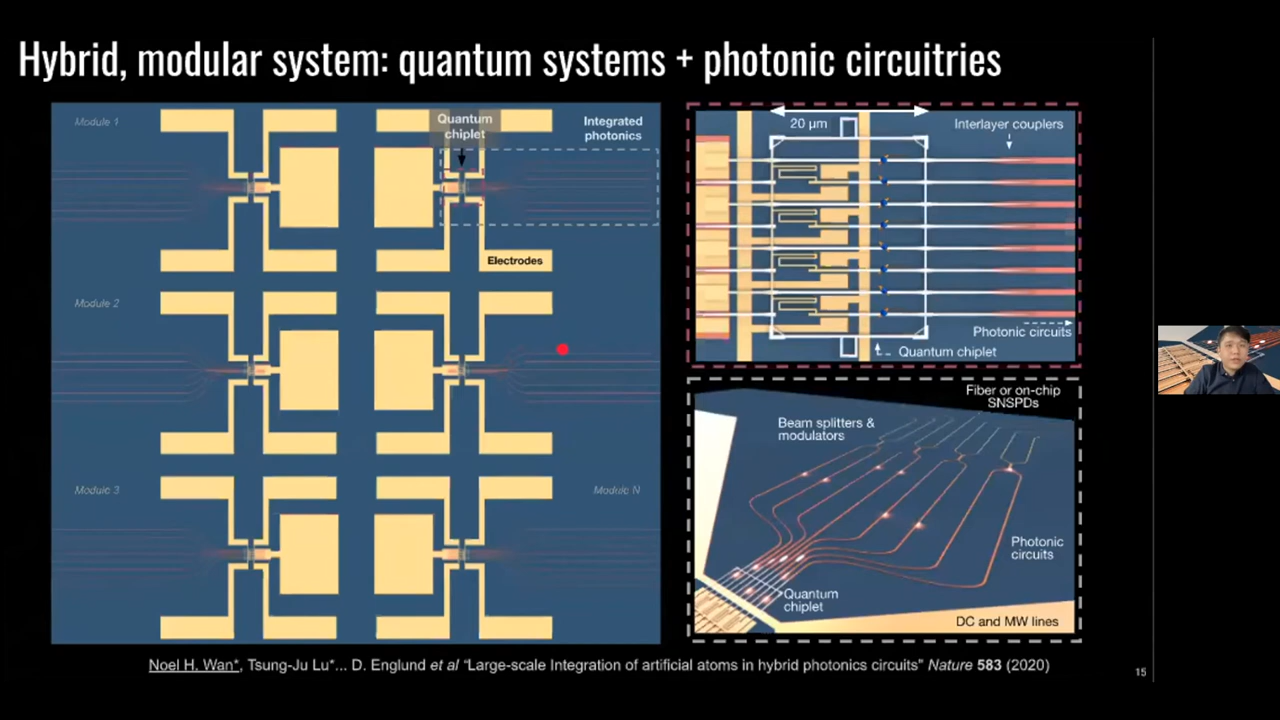 Hybrid, modular system: quantum systems + photonic circuitries
Module 1
Quantum
chiplet
Integrated
photonics
Electrodes
Module 2
Module 3
Module N
20 μm
Interlayer couplers
Photonic circuits
Quantum chiplet
Fiber or on-chip
SNSPDs
Beam splitters &
modulators
Photonic
circuits
Quantum
chiplet
DC and MW lines
Noel H. Wan*, Tsung-Ju Lu*... D. Englund et al “Large-scale Integration of artificial atoms in hybrid photonics circuits” Nature 583 (2020)
15